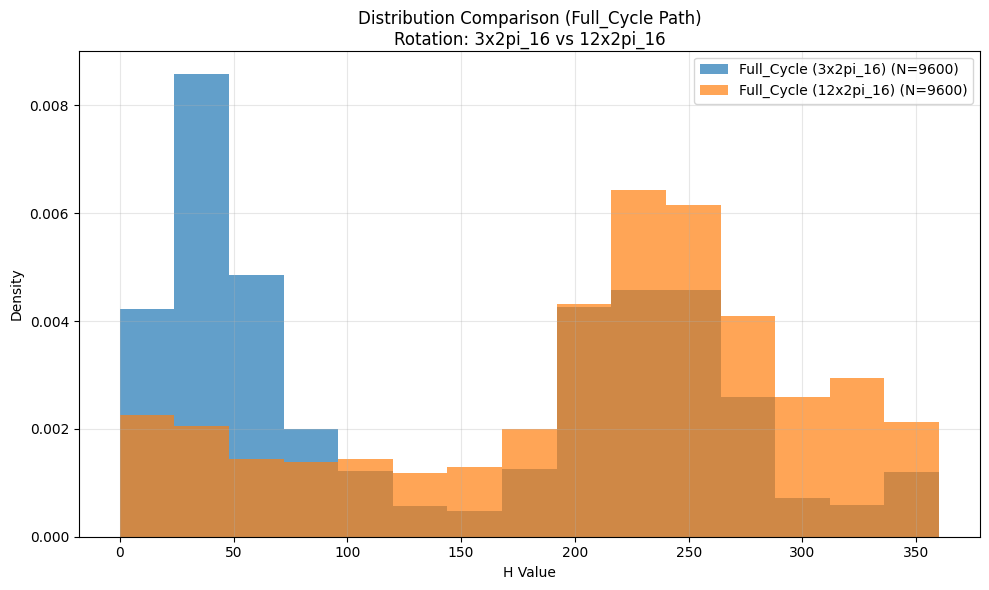 Distribution Comparison (Full_Cycle Path)
Rotation: 3x2pi_16 vs 12x2pi_16
Full_Cycle (3x2pi_16) (N=9600)
Full_Cycle (12x2pi_16) (N=9600)
Density
0.008
0.006
0.004
0.002
0.000
0 50 100 150 200 250 300 350
H Value